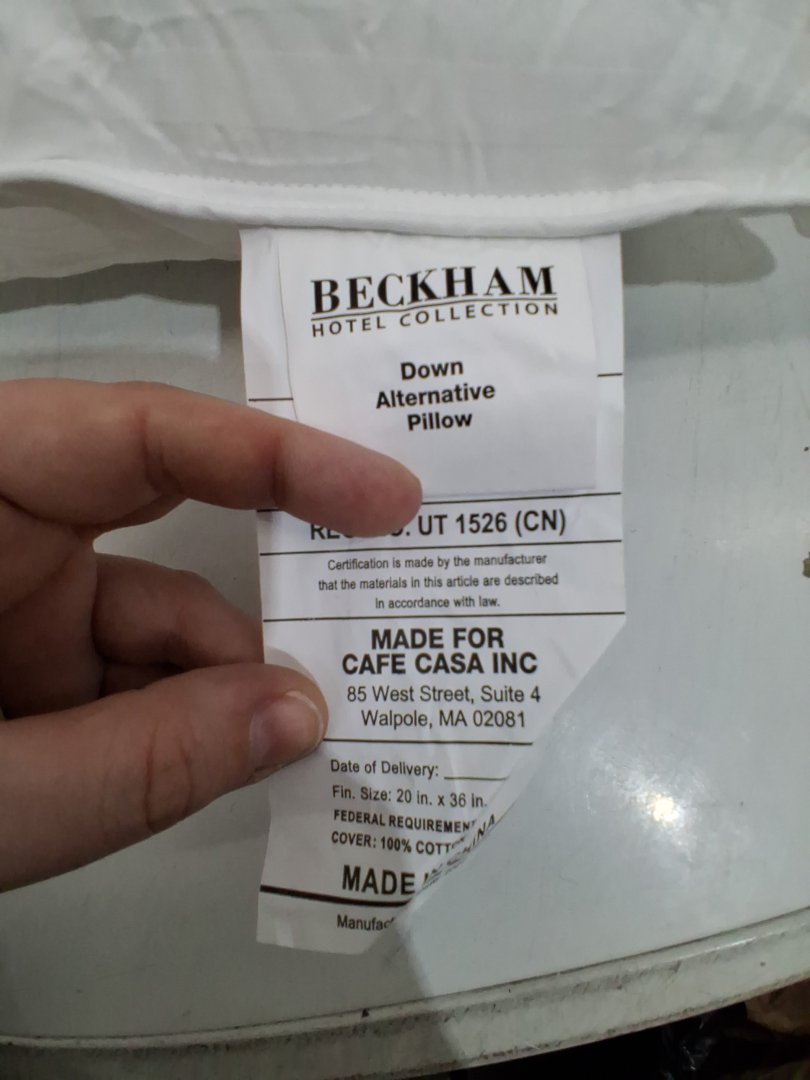 BECKHAM
HOTEL COLLECTION
Down
Alternative
Pillow
UT 1526 (CN)
Certification is made by the manufacturer
that the materials in this article are described
in accordance with law.
MADE FOR
CAFE CASA INC
85 West Street, Suite 4
Walpole, MA 02081
Date of Delivery:
Fin. Size: 20 in. x 36 in.
FEDERAL
COVER: 100%
MADE